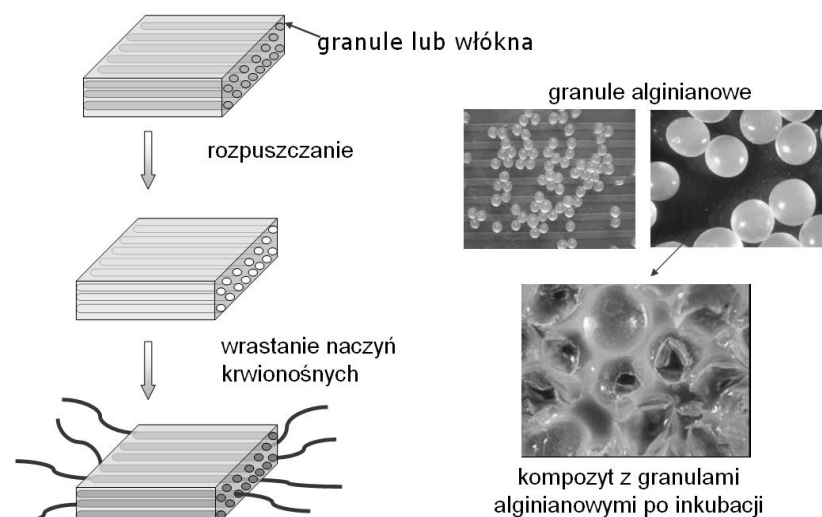 granule lub włókna
rozpuszczanie
wrastanie naczyń
krwionośnych
granule alginianowe
kompozyt z granulami
alginianowymi po inkubacji